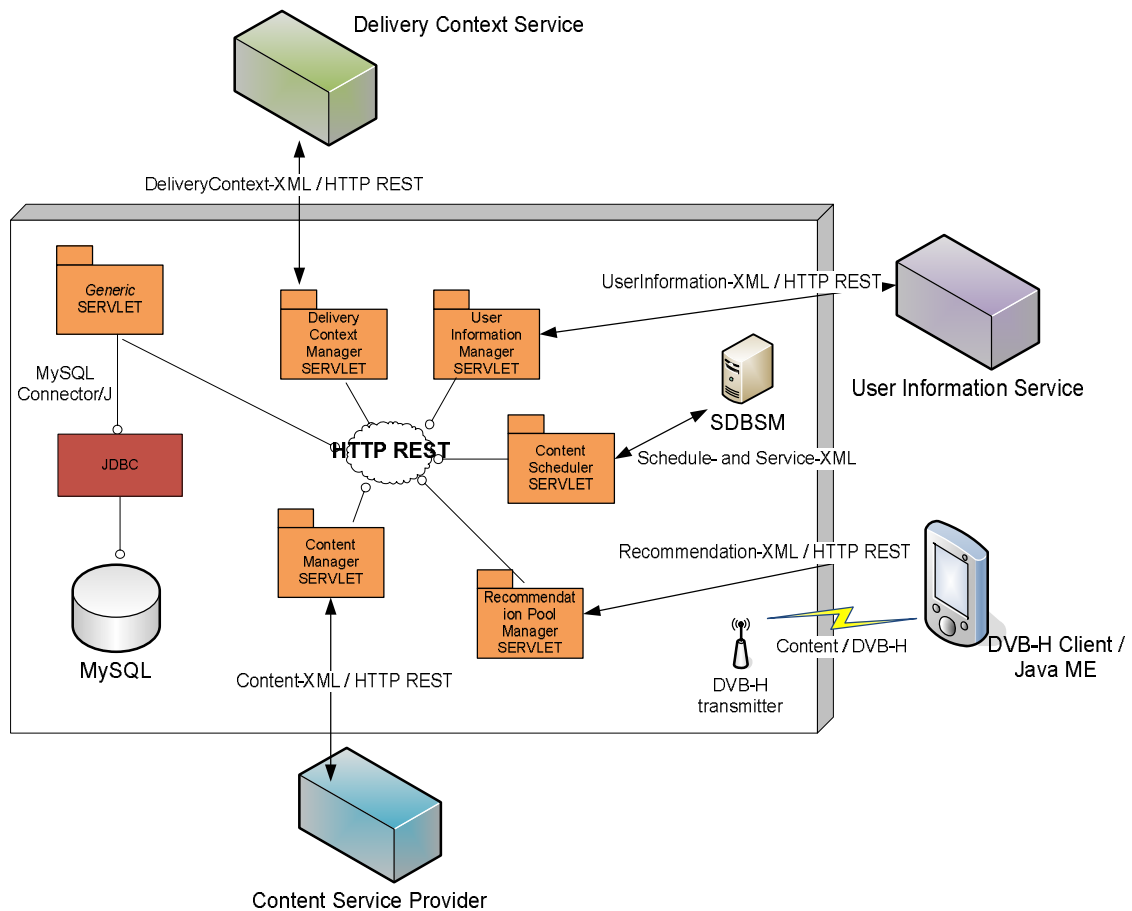 Delivery Context Service
DeliveryContext-XML / HTTP REST
Generic
SERVLET
Delivery
Context
Manager
SERVLET
User
Information
Manager
SERVLET
UserInformation-XML / HTTP REST
User Information Service
MySQL
Connector/J
SDBSM
HTTP REST
Content
Scheduler
SERVLET
Schedule- and Service-XML
JDBC
Content
Manager
SERVLET
Recommendation-XML / HTTP REST
Recommendat
ion Pool
Manager
SERVLET
MySQL
Content-XML / HTTP REST
Content / DVB-H
DVB-H
transmitter
DVB-H Client /
Java ME
Content Service Provider